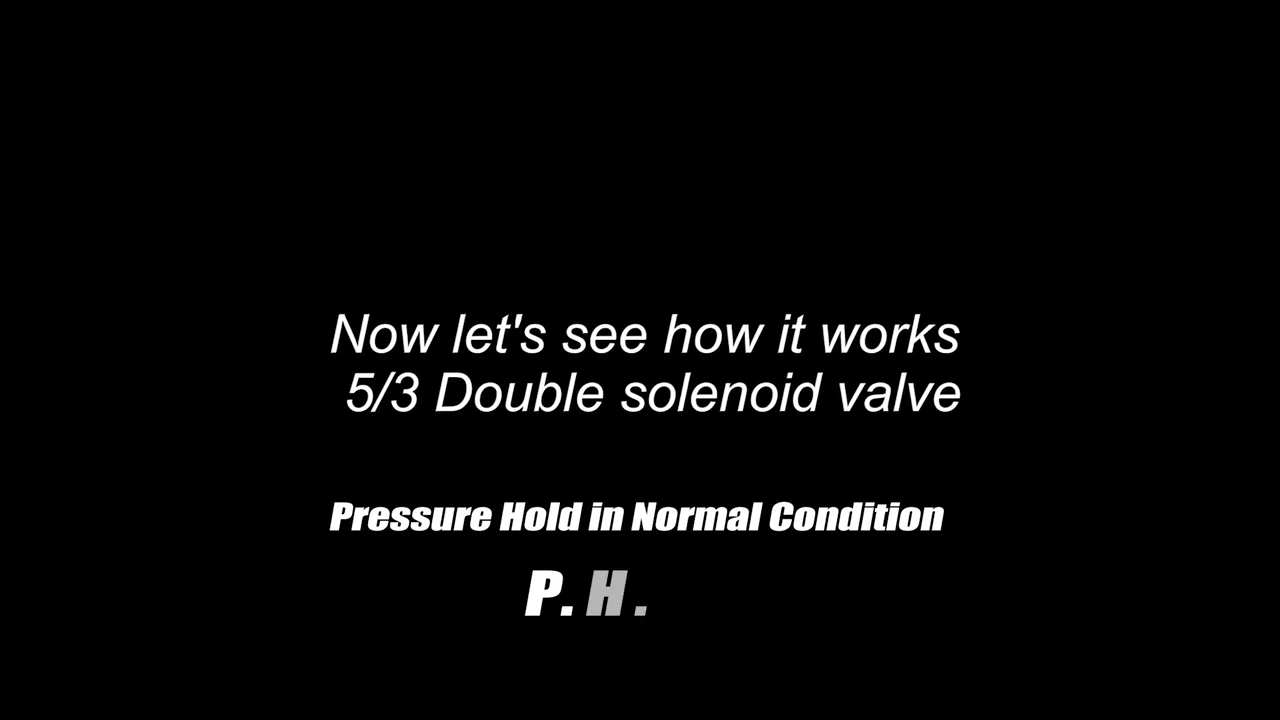 Now let's see how it works
5/3 Double solenoid valve
Pressure Hold in Normal Condition
P. H .